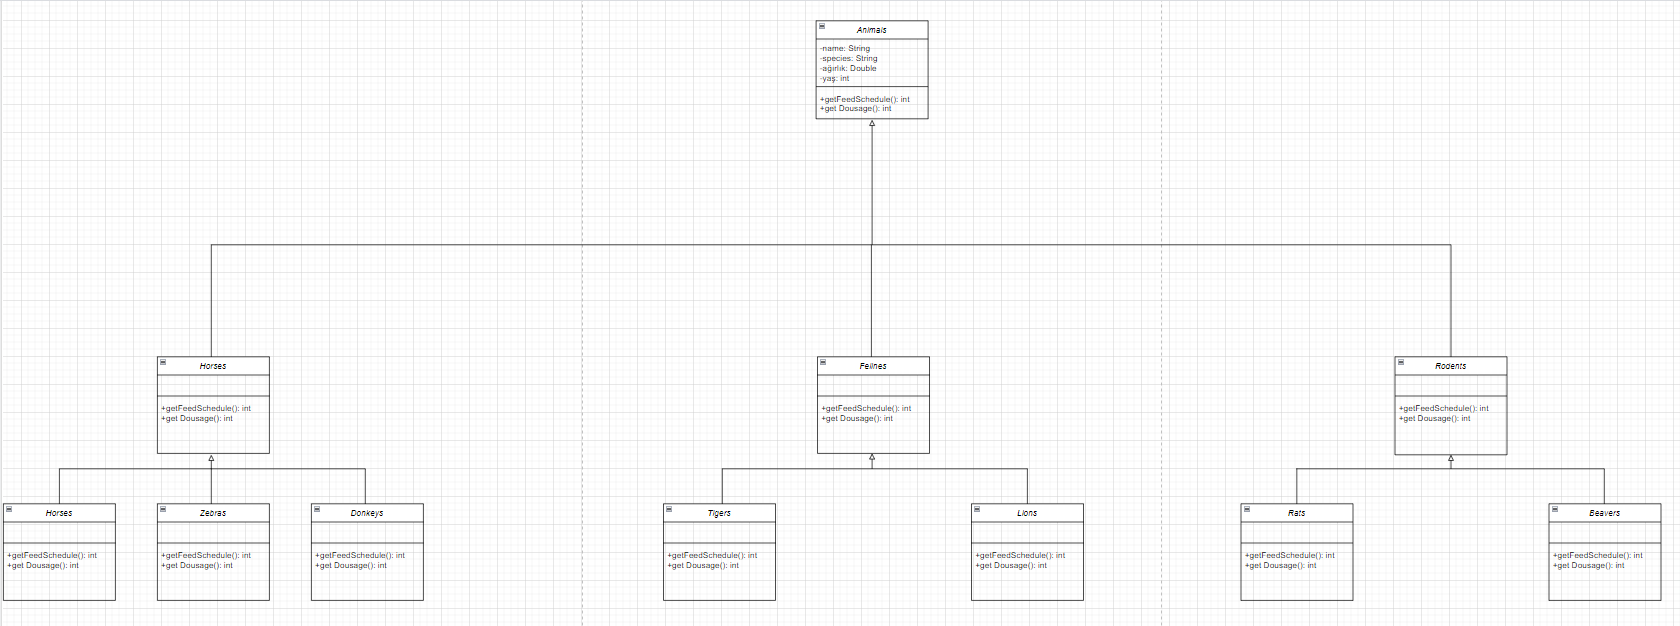 Animals
-name: String
-species: String
-ağırlık: Double
-yaş: int
+getFeedSchedule(): int
+get Dousage(): int
Horses
+getFeedSchedule(): int
+get Dousage(): int
Felines
+getFeedSchedule(): int
+get Dousage(): int
Rodents
+getFeedSchedule(): int
+get Dousage(): int
Horses
+getFeedSchedule(): int
+get Dousage(): int
Zebras
+getFeedSchedule(): int
+get Dousage(): int
Donkeys
+getFeedSchedule(): int
+get Dousage(): int
Tigers
+getFeedSchedule(): int
+get Dousage(): int
Lions
+getFeedSchedule(): int
+get Dousage(): int
Rats
+getFeedSchedule(): int
+get Dousage(): int
Beavers
+getFeedSchedule(): int
+get Dousage(): int